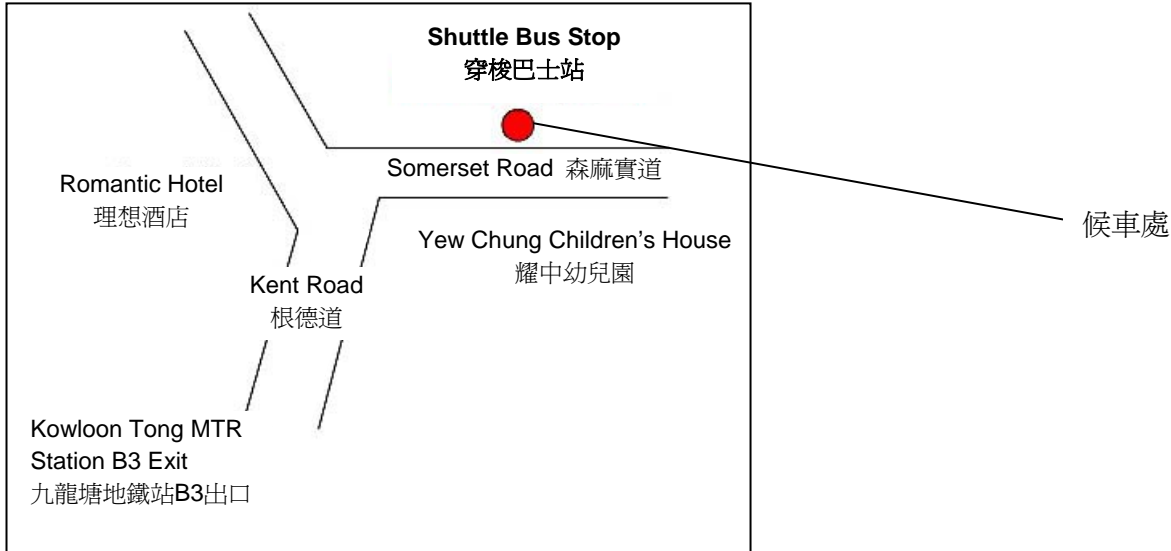 Shuttle Bus Stop
穿梭巴士站
Somerset Road 森麻實道
Romantic Hotel
理想酒店
候車處
Yew Chung Children's House
耀中幼兒園
Kent Road
根德道
Kowloon Tong MTR
Station B3 Exit
九龍塘地鐵站B3出口